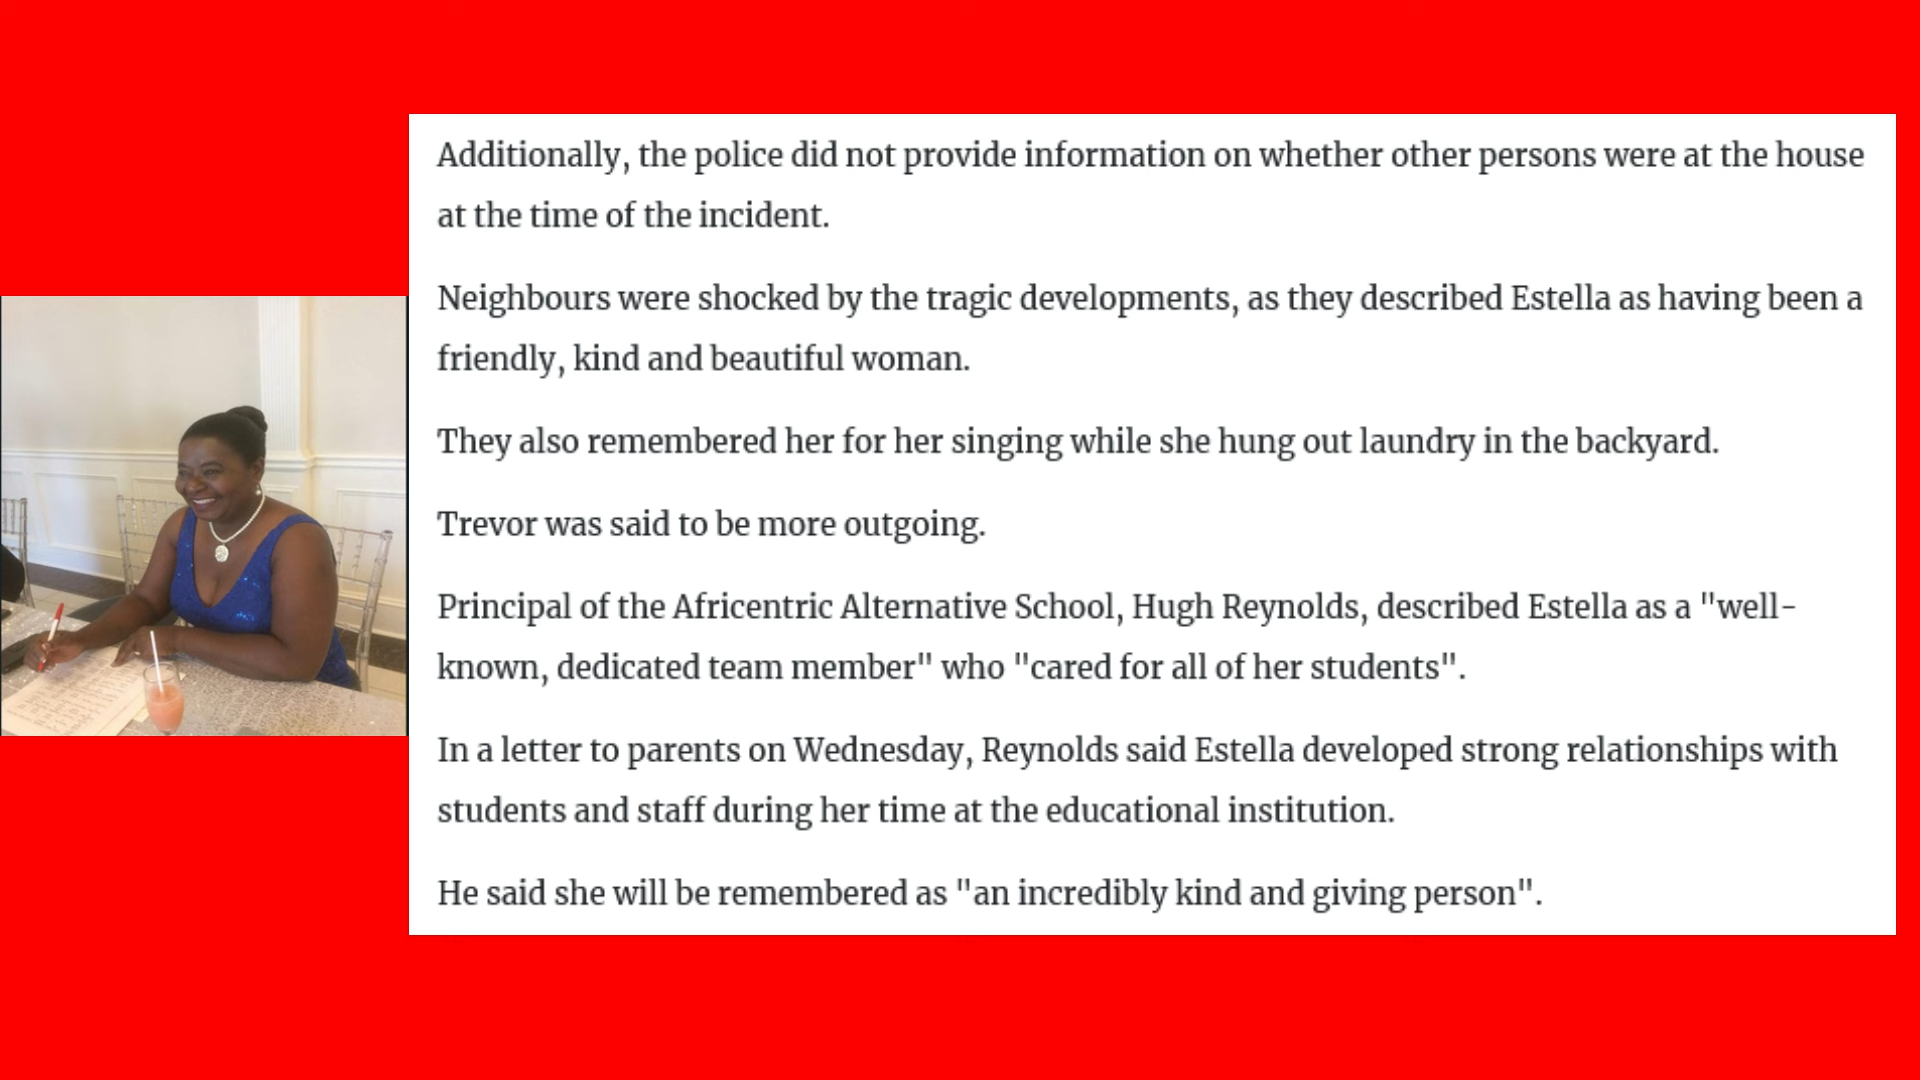 Additionally, the police did not provide information on whether other persons were at the house
at the time of the incident.
Neighbours were shocked by the tragic developments, as they described Estella as having been a
friendly, kind and beautiful woman.
They also remembered her for her singing while she hung out laundry in the backyard.
Trevor was said to be more outgoing.
Principal of the Africentric Alternative School, Hugh Reynolds, described Estella as a "well-
known, dedicated team member" who "cared for all of her students".
In a letter to parents on Wednesday, Reynolds said Estella developed strong relationships with
students and staff during her time at the educational institution.
He said she will be remembered as "an incredibly kind and giving person".